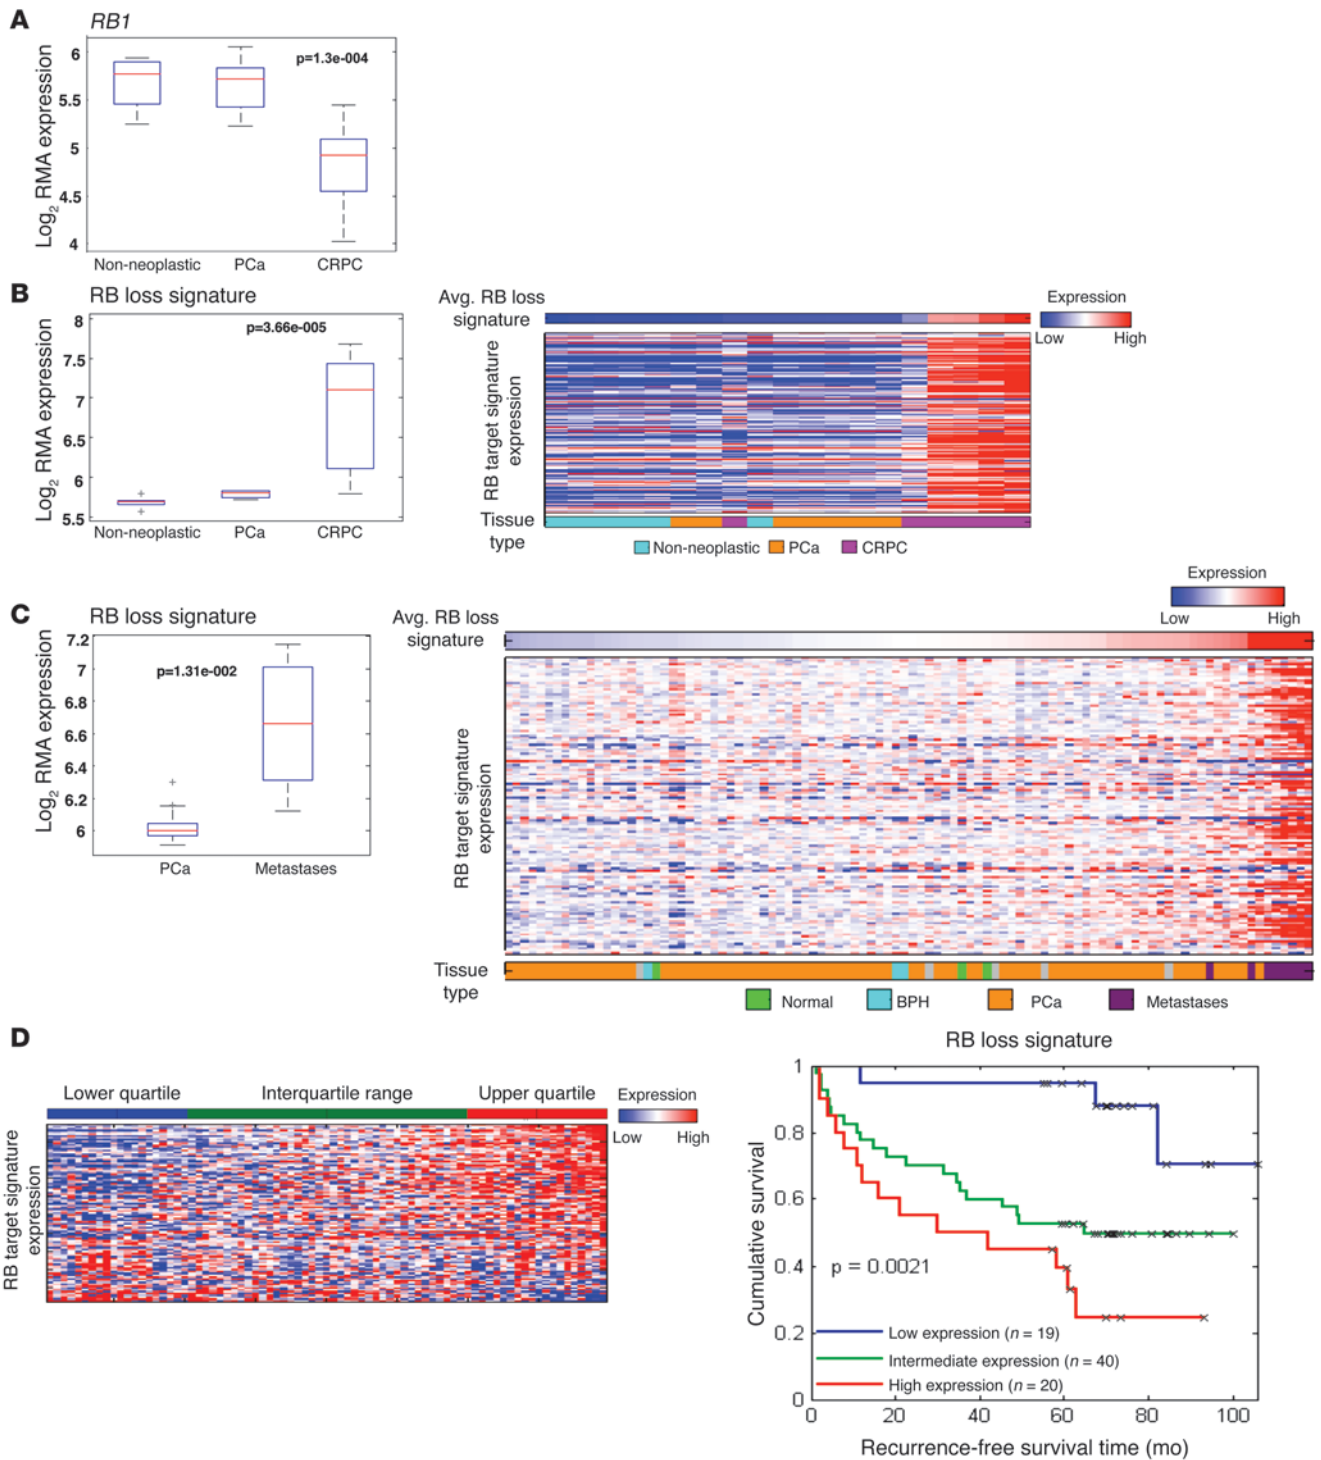 A
RB1
Log2 RMA expression
6
5.5
5
4.5
4
p=1.3e-004
Non-neoplastic PCa CRPC
B
RB loss signature
Log2 RMA expression
8
7.5
7
6.5
6
5.5
p=3.66e-005
Non-neoplastic PCa CRPC
Avg. RB loss
signature
Expression
Low High
RB target signature
expression
Tissue
type
Non-neoplastic PCa CRPC
C
RB loss signature
Log2 RMA expression
7.2
7
6.8
6.6
6.4
6.2
6
p=1.31e-002
PCa Metastases
Avg. RB loss
signature
Expression
Low High
RB target signature
expression
Tissue
type
Normal BPH PCa Metastases
D
Lower quartile Interquartile range Upper quartile
Expression
Low High
RB target signature
expression
RB loss signature
Cumulative survival
1
0.8
0.6
0.4
0.2
0
p = 0.0021
Low expression (n = 19)
Intermediate expression (n = 40)
High expression (n = 20)
0 20 40 60 80 100
Recurrence-free survival time (mo)